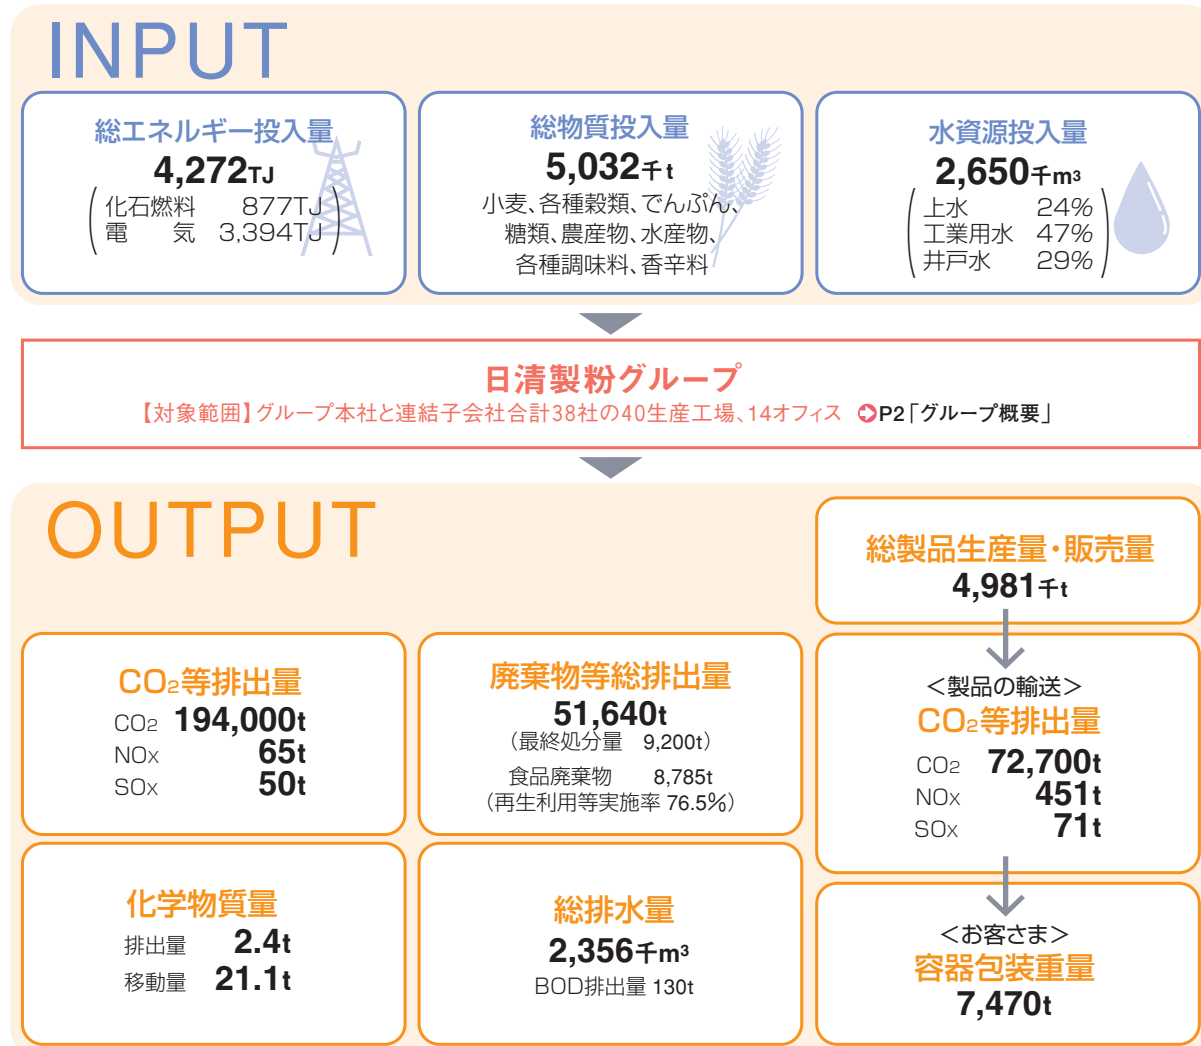 INPUT
総エネルギー投入量
4,272TJ
化石燃料 877TJ
電気 3,394TJ
総物質投入量
5,032千t
小麦、各種穀類、でんぷん、
糖類、農産物、水産物、
各種調味料、香辛料
水資源投入量
2,650千m³
上水 24%
工業用水 47%
井戸水 29%
日清製粉グループ
【対象範囲】グループ本社と連結子会社合計38社の40生産工場、14オフィス P2「グループ概要」
OUTPUT
総製品生産量・販売量
4,981千t
CO₂等排出量
CO₂ 194,000t
NOx 65t
SOx 50t
廃棄物等総排出量
51,640t
（最終処分量 9,200t）
食品廃棄物 8,785t
（再生利用等実施率 76.5%）
＜製品の輸送＞
CO₂等排出量
CO₂ 72,700t
NOx 451t
SOx 71t
化学物質量
排出量 2.4t
移動量 21.1t
総排水量
2,356千m³
BOD排出量 130t
＜お客さま＞
容器包装重量
7,470t